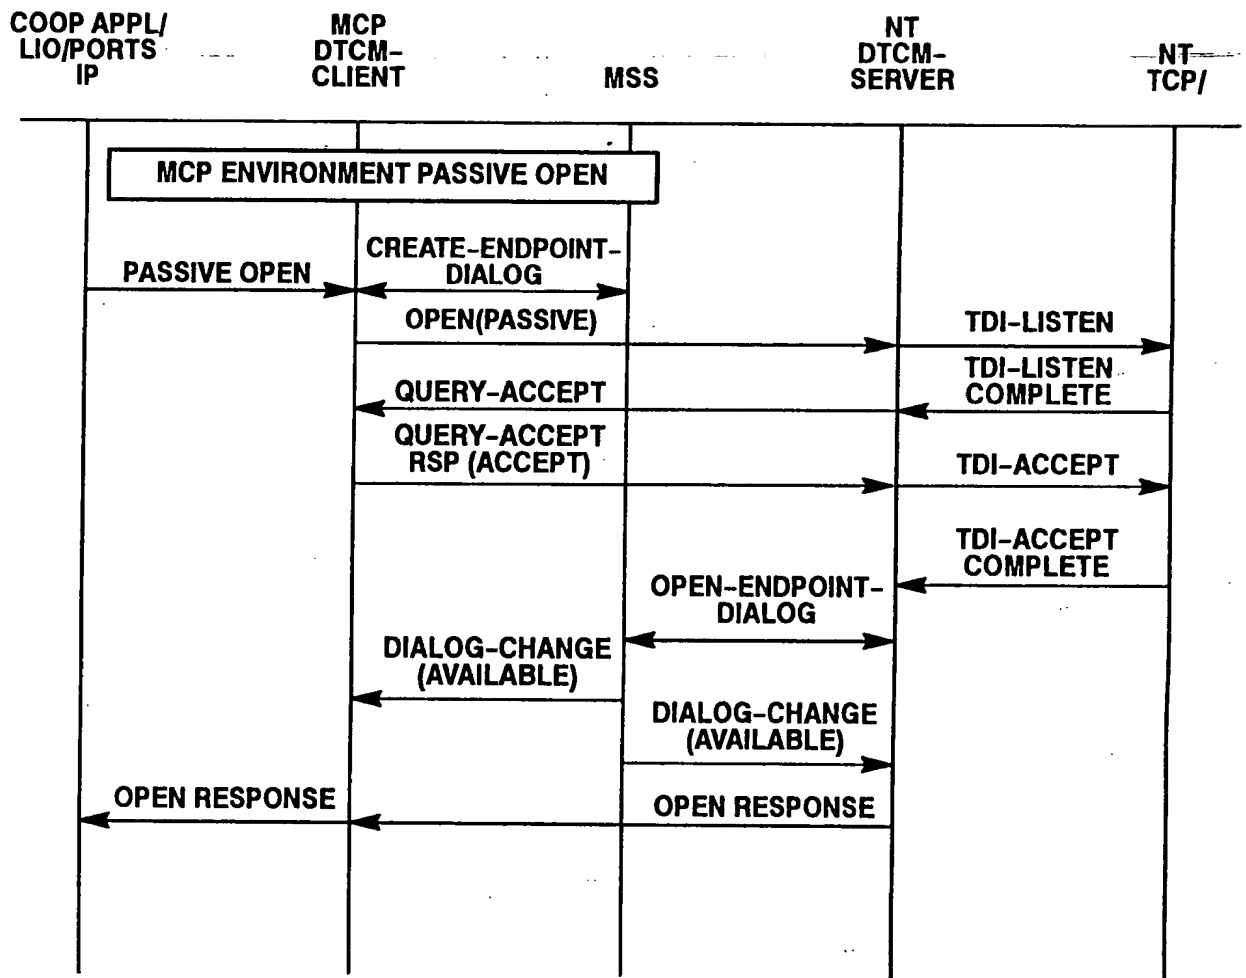 COOP APPL/
LIO/PORTS
IP
MCP
DTCM–
CLIENT
MSS
NT
DTCM–
SERVER
NT
TCP/
MCP ENVIRONMENT PASSIVE OPEN
PASSIVE OPEN
CREATE–ENDPOINT–
DIALOG
OPEN(PASSIVE)
TDI–LISTEN
TDI–LISTEN
COMPLETE
QUERY–ACCEPT
QUERY–ACCEPT
RSP (ACCEPT)
TDI–ACCEPT
TDI–ACCEPT
COMPLETE
OPEN–ENDPOINT–
DIALOG
DIALOG–CHANGE
(AVAILABLE)
DIALOG–CHANGE
(AVAILABLE)
OPEN RESPONSE
OPEN RESPONSE